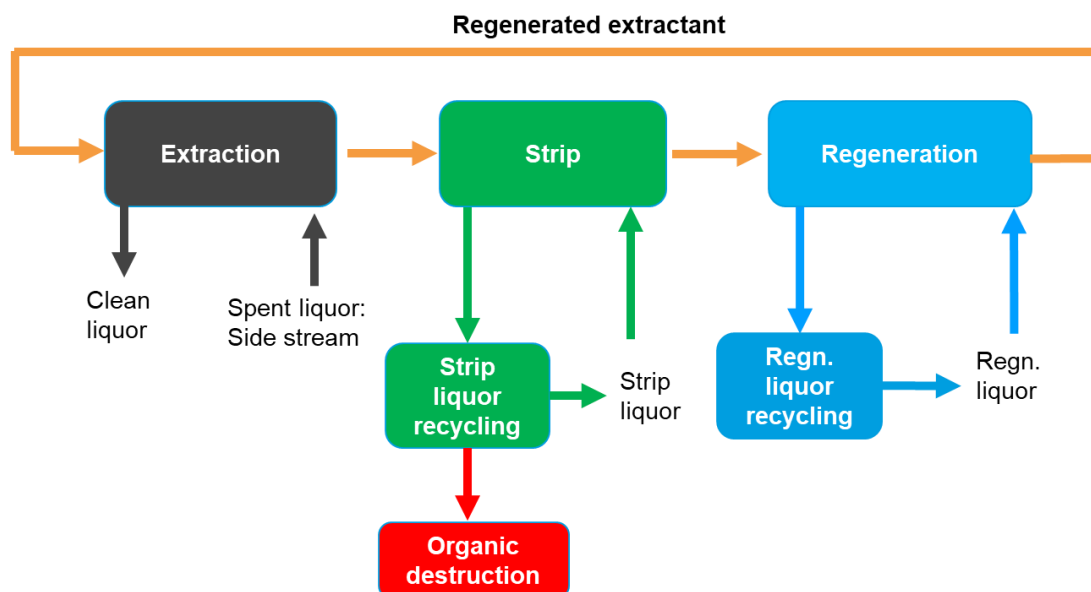 Regenerated extractant
Extraction
Strip
Regeneration
Clean
liquor
Spent liquor:
Side stream
Strip
liquor
recycling
Strip
liquor
Regn.
liquor
recycling
Regn.
liquor
Organic
destruction